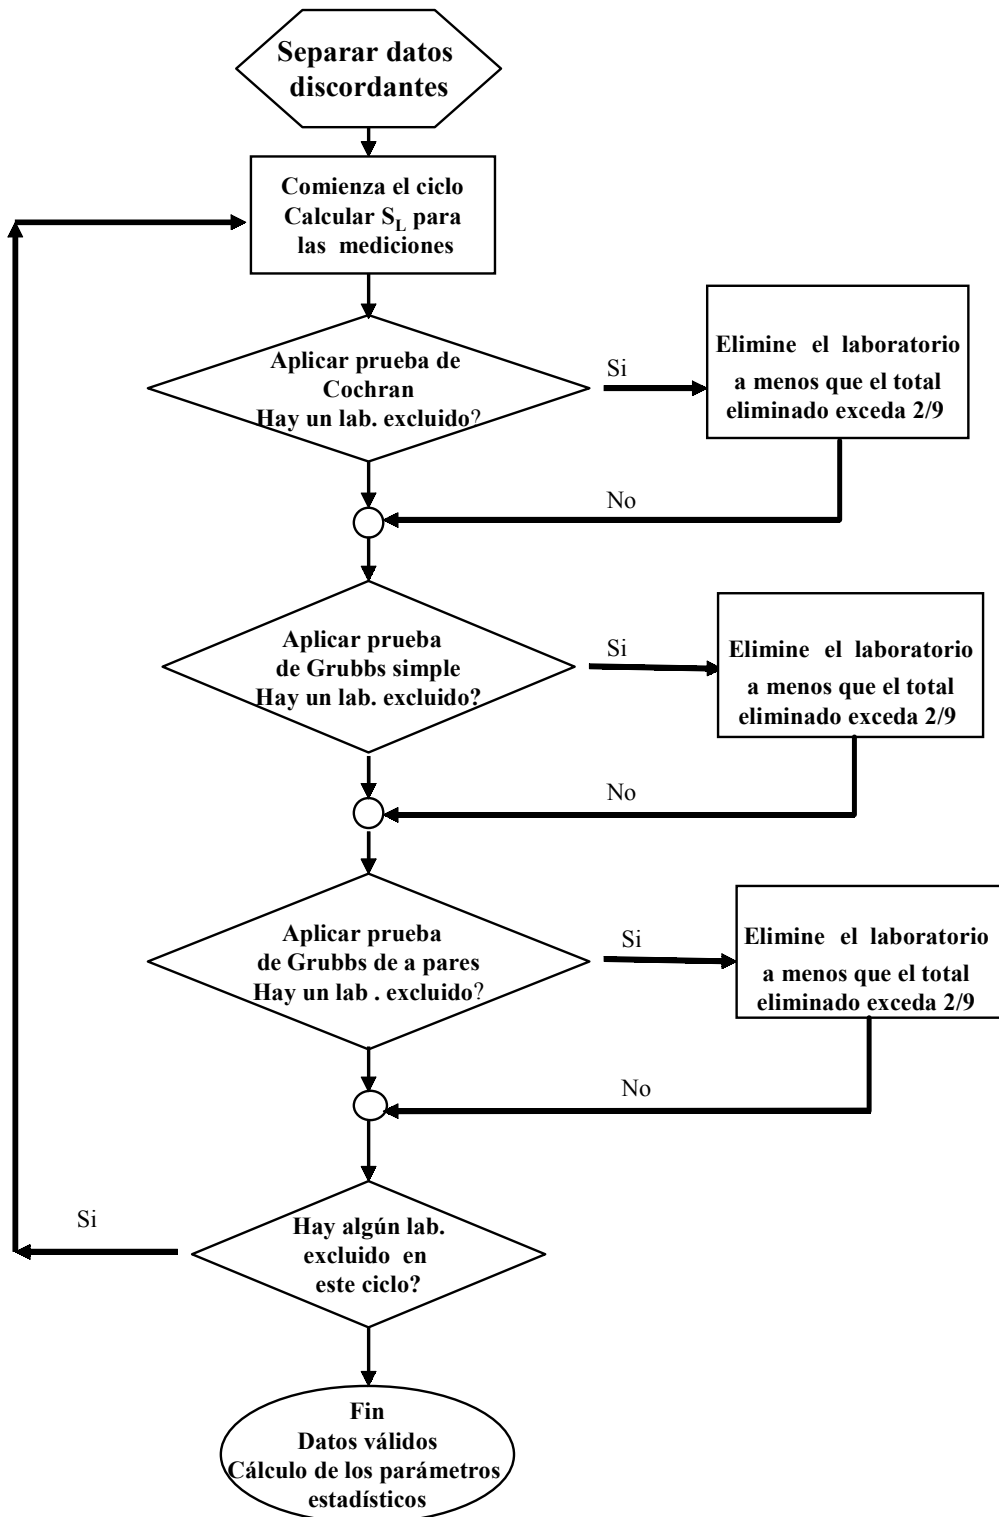 Separar datos
discordantes
Comienza el ciclo
Calcular S_L para
las mediciones
Aplicar prueba de
Cochran
Hay un lab. excluido?
Si
Elimine el laboratorio
a menos que el total
eliminado exceda 2/9
No
Aplicar prueba
de Grubbs simple
Hay un lab. excluido?
Si
Elimine el laboratorio
a menos que el total
eliminado exceda 2/9
No
Aplicar prueba
de Grubbs de a pares
Hay un lab . excluido?
Si
Elimine el laboratorio
a menos que el total
eliminado exceda 2/9
No
Hay algún lab.
excluido en
este ciclo?
Si
Fin
Datos válidos
Cálculo de los parámetros
estadísticos